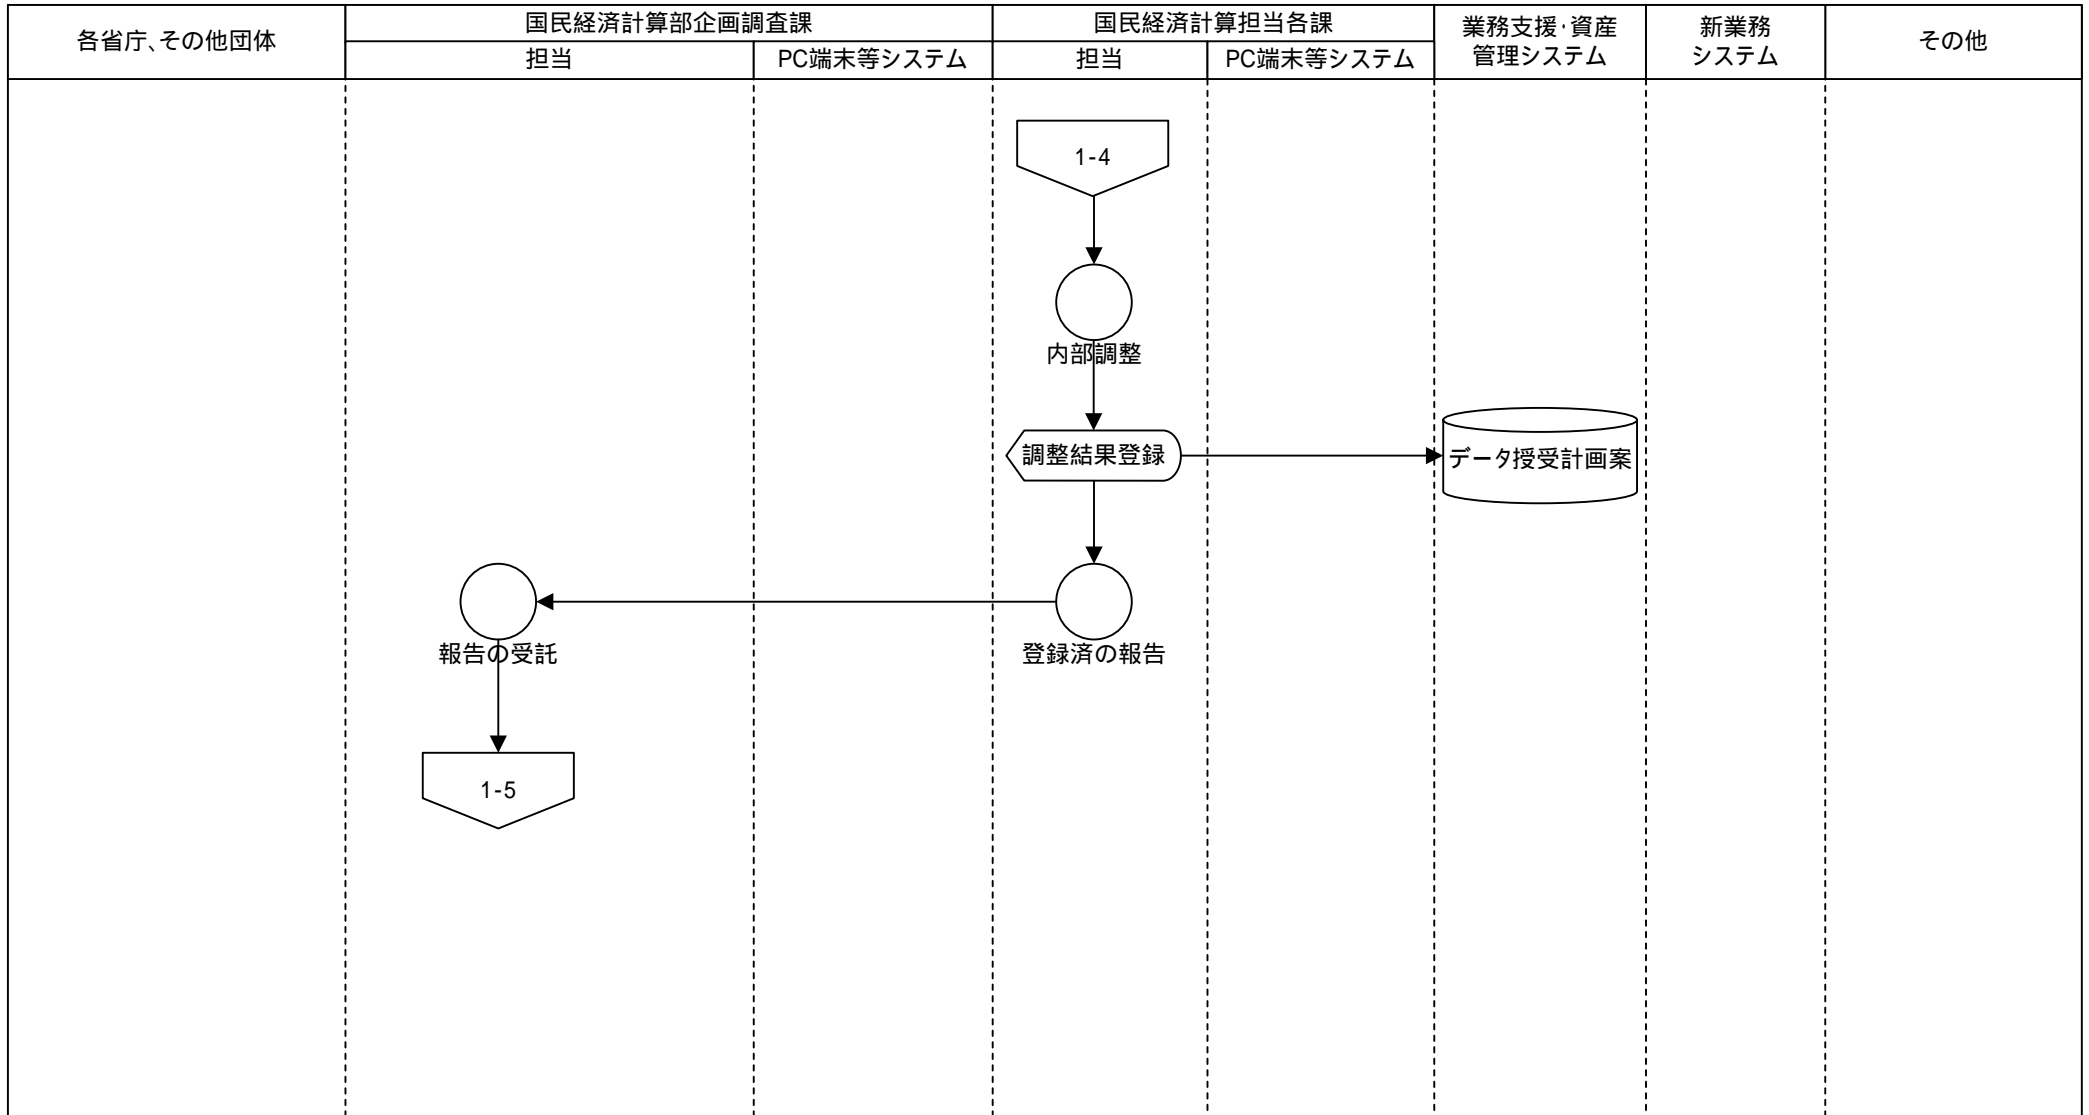 各省庁、その他団体
国民経済計算部企画調査課
国民経済計算担当各課
業務支援・資産
管理システム
新業務
システム
その他
担当
PC端末等システム
担当
PC端末等システム
1-4
内部調整
調整結果登録
データ授受計画案
報告の受託
登録済の報告
1-5